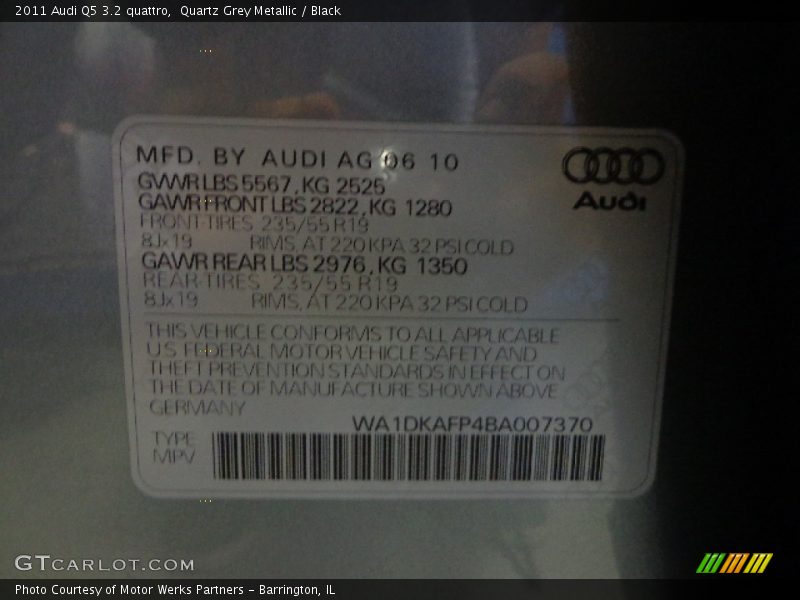 2011 Audi Q5 3.2 quattro,  Quartz Grey Metallic / Black
MFD. BY AUDI AG 06 10
GVWR LBS 5567, KG 2525
GAWR FRONT LBS 2822, KG 1280
FRONT-TIRES 235/55 R19
8Jx19 RIMS, AT 220 KPA 32 PSI COLD
GAWR REAR LBS 2976, KG 1350
REAR-TIRES 235/55 R19
8Jx19 RIMS, AT 220 KPA 32 PSI COLD
Audi
THIS VEHICLE CONFORMS TO ALL APPLICABLE
U.S. FEDERAL MOTOR VEHICLE SAFETY AND
THEFT PREVENTION STANDARDS IN EFFECT ON
THE DATE OF MANUFACTURE SHOWN ABOVE
GERMANY
WA1DKAFP4BA007370
TYPE
MPV
GTCARLOT.COM
Photo Courtesy of Motor Werks Partners - Barrington, IL